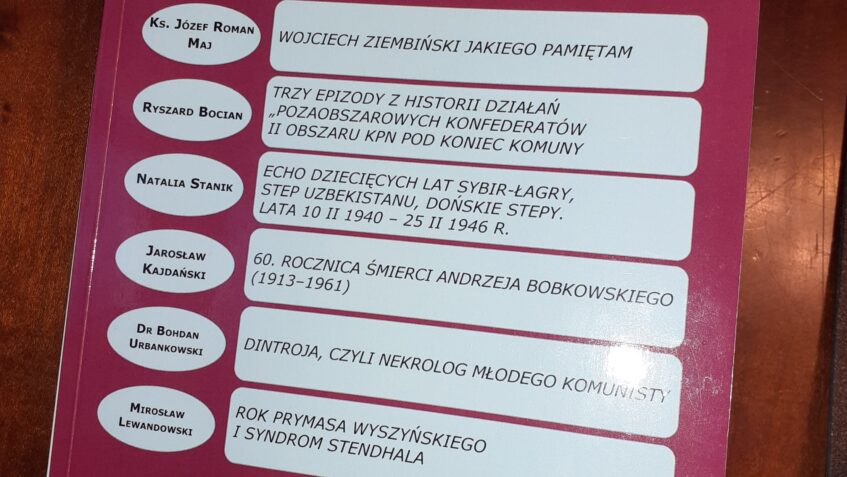 Ks. Józef Roman
Maj
WOJCIECH ZIEMBIŃSKI JAKIEGO PAMIĘTAM
Ryszard Bocian
TRZY EPIZODY Z HISTORII DZIAŁAŃ
„POZAOBSZAROWYCH KONFEDERATÓW
II OBSZARU KPN POD KONIEC KOMUNY
Natalia Stanik
ECHO DZIECIĘCYCH LAT SYBIR-ŁAGRY,
STEP UZBEKISTANU, DOŃSKIE STEPY.
LATA 10 II 1940 – 25 II 1946 R.
Jarosław
Kajdański
60. ROCZNICA ŚMIERCI ANDRZEJA BOBKOWSKIEGO
(1913–1961)
Dr Bohdan
Urbankowski
DINTROJA, CZYLI NEKROLOG MŁODEGO KOMUNISTY
Mirosław
Lewandowski
ROK PRYMASA WYSZYŃSKIEGO
I SYNDROM STENDHALA